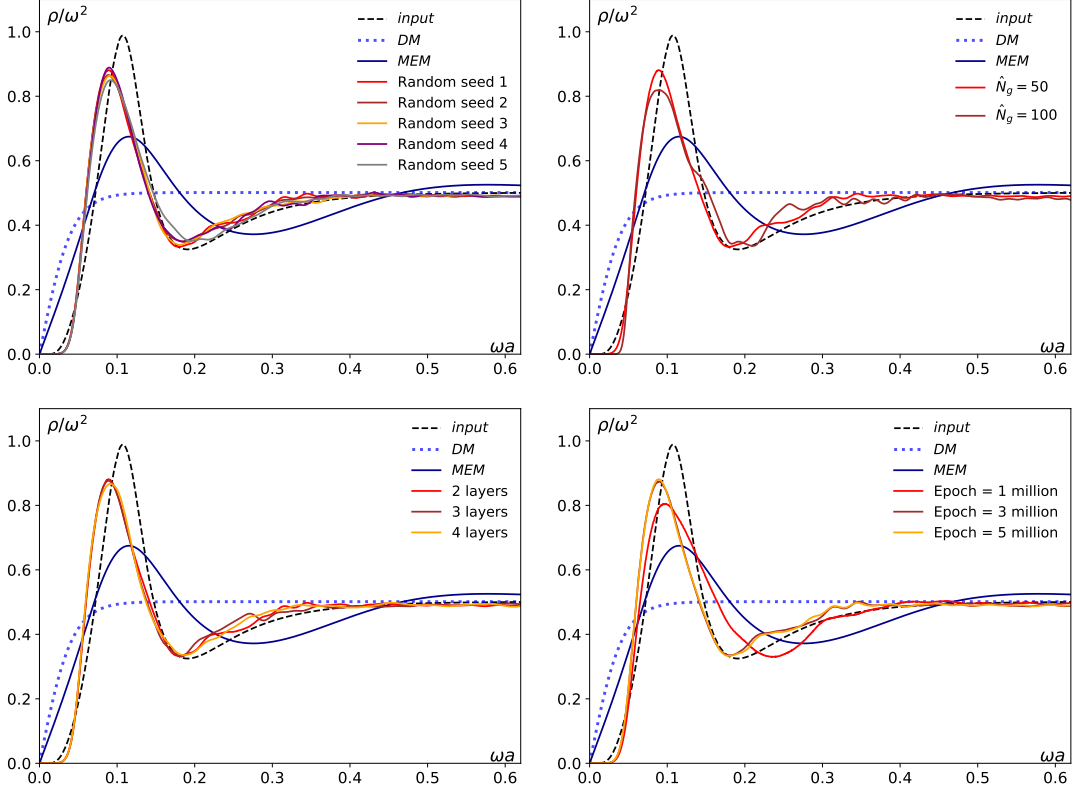 ρ/ω²
input
DM
MEM
Random seed 1
Random seed 2
Random seed 3
Random seed 4
Random seed 5
1.0
0.8
0.6
0.4
0.2
0.0
0.0 0.1 0.2 0.3 0.4 0.5 0.6
ωa
ρ/ω²
input
DM
MEM
N̂_g = 50
N̂_g = 100
1.0
0.8
0.6
0.4
0.2
0.0
0.0 0.1 0.2 0.3 0.4 0.5 0.6
ωa
ρ/ω²
input
DM
MEM
2 layers
3 layers
4 layers
1.0
0.8
0.6
0.4
0.2
0.0
0.0 0.1 0.2 0.3 0.4 0.5 0.6
ωa
ρ/ω²
input
DM
MEM
Epoch = 1 million
Epoch = 3 million
Epoch = 5 million
1.0
0.8
0.6
0.4
0.2
0.0
0.0 0.1 0.2 0.3 0.4 0.5 0.6
ωa